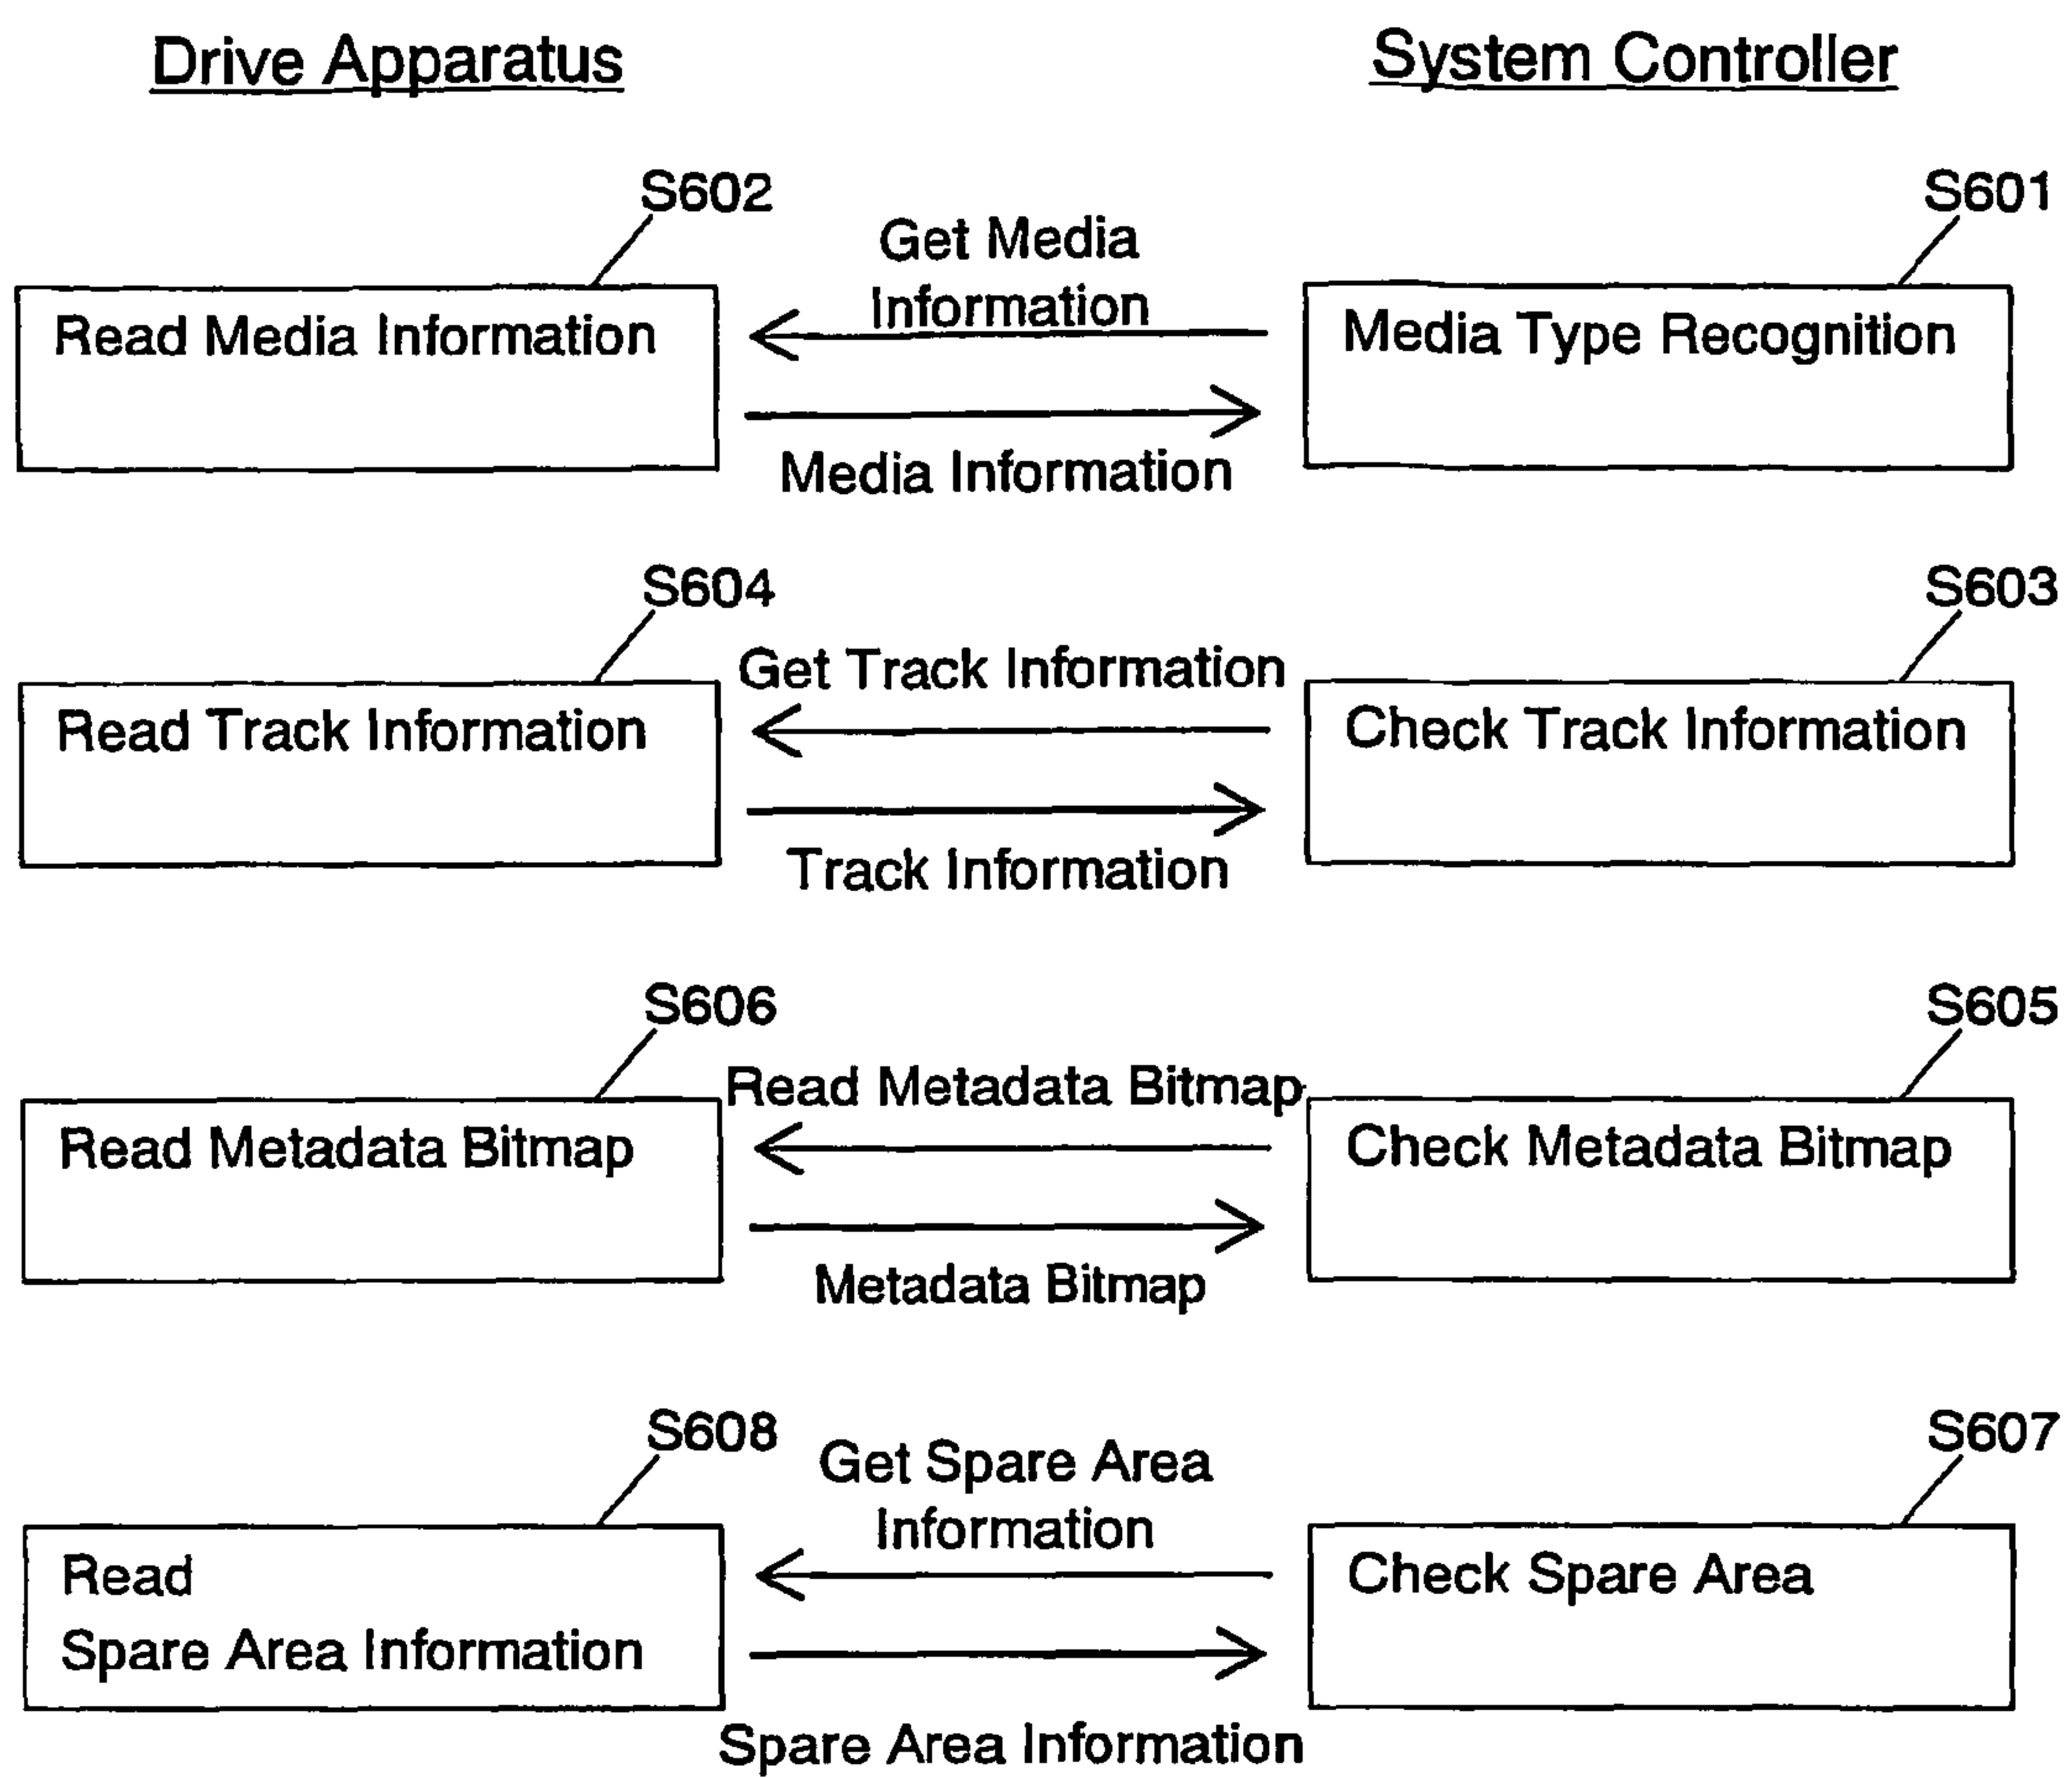 Drive Apparatus
System Controller
S602
S601
Get Media
Information
Read Media Information
Media Type Recognition
Media Information
S604
S603
Get Track Information
Read Track Information
Check Track Information
Track Information
S606
S605
Read Metadata Bitmap
Read Metadata Bitmap
Check Metadata Bitmap
Metadata Bitmap
S608
S607
Get Spare Area
Information
Read
Spare Area Information
Check Spare Area
Spare Area Information